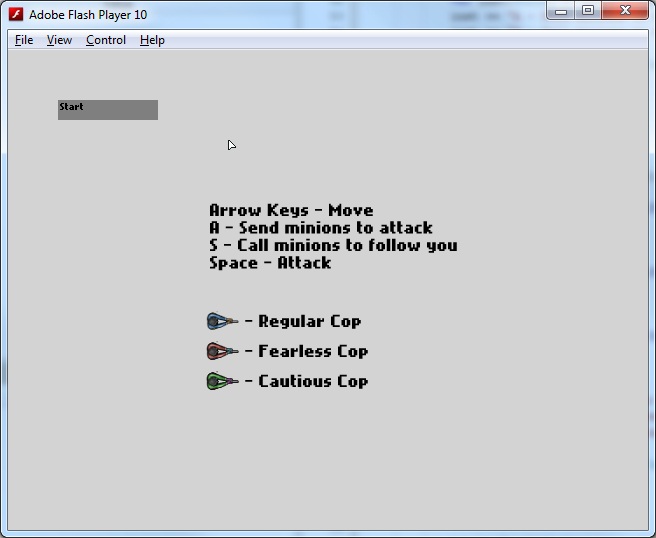 Adobe Flash Player 10
File View Control Help
Start
Arrow Keys - Move
A - Send minions to attack
S - Call minions to follow you
Space - Attack
- Regular Cop
- Fearless Cop
- Cautious Cop